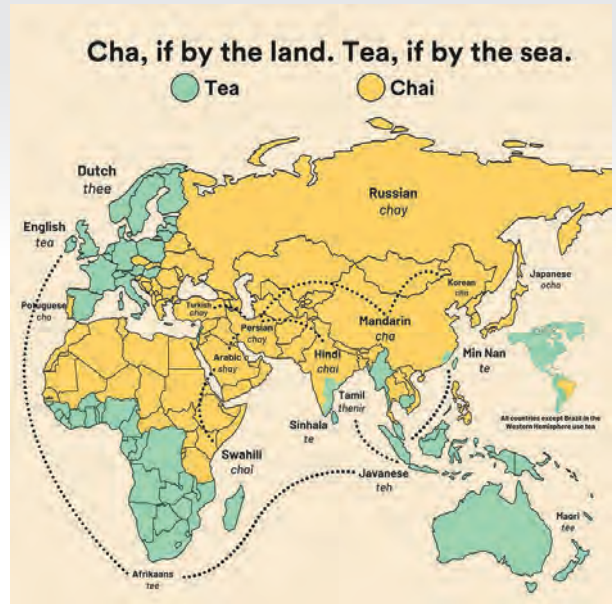 Cha, if by the land. Tea, if by the sea.
Tea
Chai
Dutch
thee
Russian
chay
English
tea
Potuguese
cha
Turkish
chay
Korean
cha
Japanese
ocha
Persian
chay
Mandarin
cha
Arabic
shay
Hindi
chai
Min Nan
te
Tamil
thenir
Sinhala
te
All countries except Brazil in the
Western Hemisphere use tea
Swahili
chai
Javanese
teh
Maori
tee
Afrikaans
tee